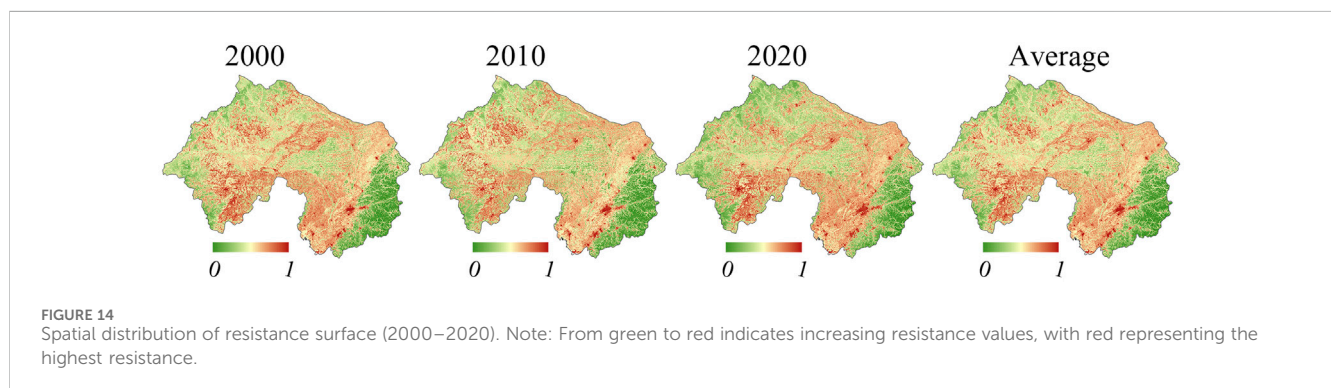 2000 2010 2020 Average
0 1 0 1 0 1 0 1
FIGURE 14
Spatial distribution of resistance surface (2000–2020). Note: From green to red indicates increasing resistance values, with red representing the
highest resistance.